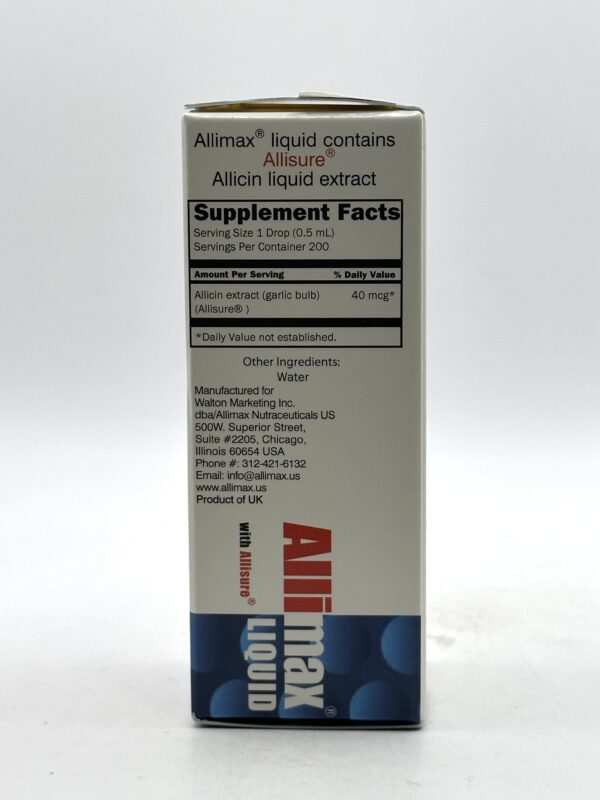 Allimax® liquid contains
Allisure®
Allicin liquid extract
Supplement Facts
Serving Size 1 Drop (0.5 mL)
Servings Per Container 200
Amount Per Serving % Daily Value
Allicin extract (garlic bulb) 40 mcg*
(Allisure® )
*Daily Value not established.
Other Ingredients:
Water
Manufactured for
Walton Marketing Inc.
dba/Allimax Nutraceuticals US
500W. Superior Street,
Suite #2205, Chicago,
Illinois 60654 USA
Phone #: 312-421-6132
Email: info@allimax.us
www.allimax.us
Product of UK
Allimax®
with Allisure®
LIQUID